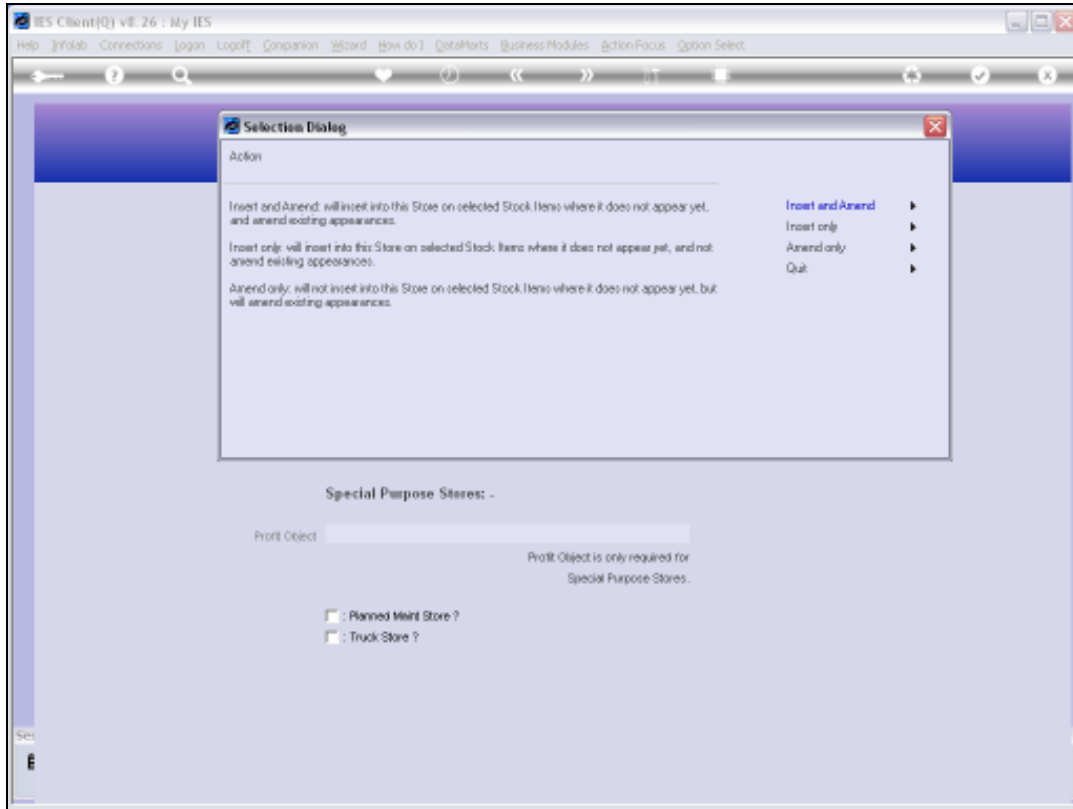 IES Client(Q) v8.26 : My IES
Help Infolab Connections Logon Logoff Companion Wizard How do I DataMarts Business Modules Action Focus Option Select
Selection Dialog
Action
Insert and Amend: will insert into this Store on selected Stock Items where it does not appear yet,
and amend existing appearances.
Insert only: will insert into this Store on selected Stock Items where it does not appear yet, and not
amend existing appearances.
Amend only: will not insert into this Store on selected Stock Items where it does not appear yet, but
will amend existing appearances.
Insert and Amend
Insert only
Amend only
Quit
Special Purpose Stores: -
Profit Object
Profit Object is only required for
Special Purpose Stores.
: Planned Maint Store ?
: Truck Store ?